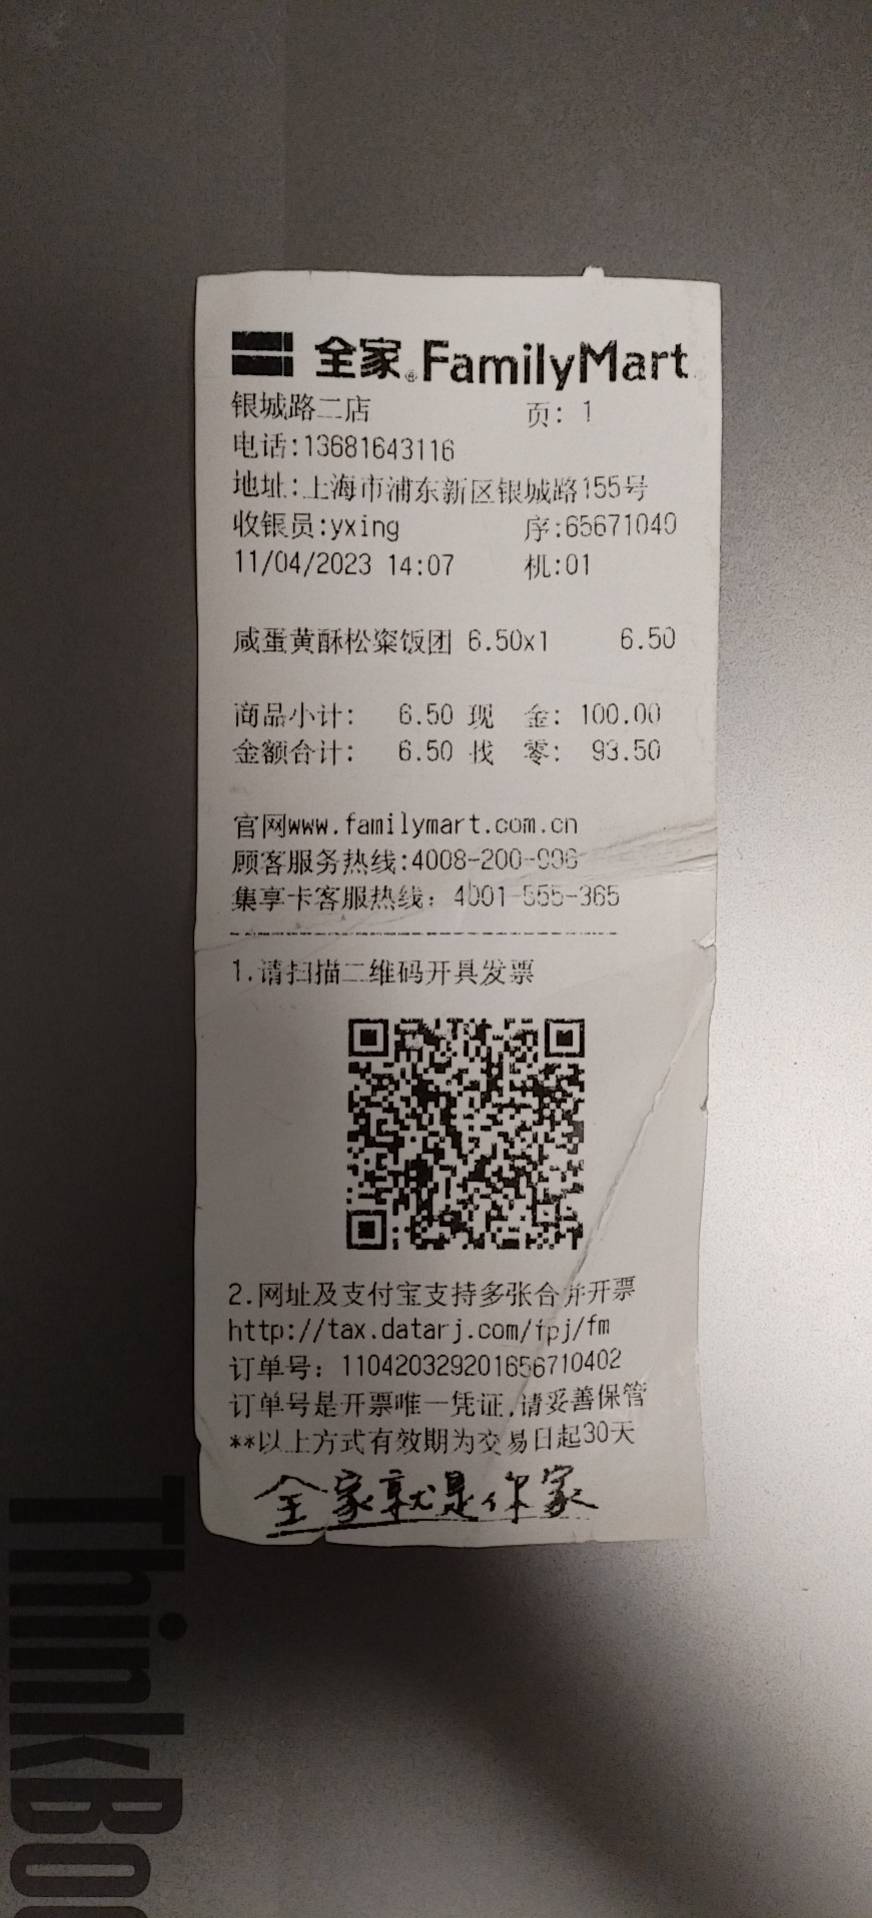 全家 FamilyMart
银城路二店 页: 1
电话:13681643116
地址:上海市浦东新区银城路155号
收银员:yxing 序:65671040
11/04/2023 14:07 机:01
咸蛋黄酥松粢饭团 6.50x1 6.50
商品小计: 6.50 现 金: 100.00
金额合计: 6.50 找 零: 93.50
官网www.familymart.com.cn
顾客服务热线:4008-200-
集享卡客服热线: 4001-555-365
1.请扫描二维码开具发票
2.网址及支付宝支持多张合并开票
http://tax.datarj.com/fpj/fm
订单号: 110420329201656710402
订单号是开票唯一凭证,请妥善保管
**以上方式有效期为交易日起30天
全家就是你家
ThinkBoo